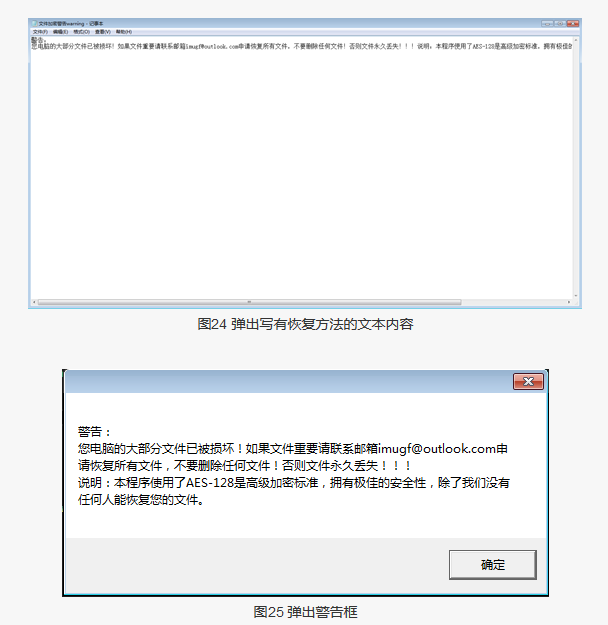 文件加密警告warning - 记事本
文件(F) 编辑(E) 格式(O) 查看(V) 帮助(H)
警告：
您电脑的大部分文件已被损坏！如果文件重要请联系邮箱imugf@outlook.com申请恢复所有文件，不要删除任何文件！否则文件永久丢失！！！说明：本程序使用了AES-128是高级加密标准，拥有极佳的
图24 弹出写有恢复方法的文本内容
警告：
您电脑的大部分文件已被损坏！如果文件重要请联系邮箱imugf@outlook.com申
请恢复所有文件，不要删除任何文件！否则文件永久丢失！！！
说明：本程序使用了AES-128是高级加密标准，拥有极佳的安全性，除了我们没有
任何人能恢复您的文件。
确定
图25 弹出警告框